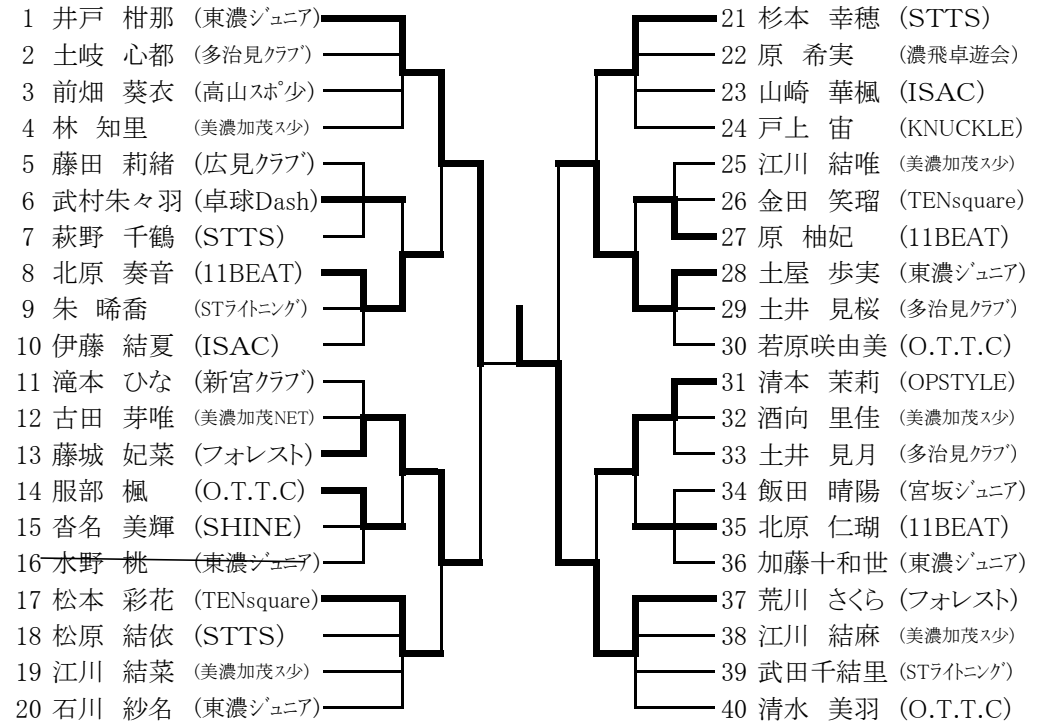 1 井戸 柑那 (東濃ｼﾞｭﾆｱ)
2 土岐 心都 (多治見ｸﾗﾌﾞ)
3 前畑 葵衣 (高山ｽﾎﾟ少)
4 林 知里 (美濃加茂ｽ少)
5 藤田 莉緒 (広見ｸﾗﾌﾞ)
6 武村朱々羽 (卓球Dash)
7 萩野 千鶴 (STTS)
8 北原 奏音 (11BEAT)
9 朱 晞喬 (STﾗｲﾄﾆﾝｸﾞ)
10 伊藤 結夏 (ISAC)
11 滝本 ひな (新宮ｸﾗﾌﾞ)
12 古田 芽唯 (美濃加茂NET)
13 藤城 妃菜 (フォレスト)
14 服部 楓 (O.T.T.C)
15 沓名 美輝 (SHINE)
16 水野 桃 (東濃ｼﾞｭﾆｱ)
17 松本 彩花 (TENsquare)
18 松原 結依 (STTS)
19 江川 結菜 (美濃加茂ｽ少)
20 石川 紗名 (東濃ｼﾞｭﾆｱ)
21 杉本 幸穂 (STTS)
22 原 希実 (濃飛卓遊会)
23 山崎 華楓 (ISAC)
24 戸上 宙 (KNUCKLE)
25 江川 結唯 (美濃加茂ｽ少)
26 金田 笑瑠 (TENsquare)
27 原 柚妃 (11BEAT)
28 土屋 歩実 (東濃ｼﾞｭﾆｱ)
29 土井 見桜 (多治見ｸﾗﾌﾞ)
30 若原咲由美 (O.T.T.C)
31 清本 茉莉 (OPSTYLE)
32 酒向 里佳 (美濃加茂ｽ少)
33 土井 見月 (多治見ｸﾗﾌﾞ)
34 飯田 晴陽 (宮坂ｼﾞｭﾆｱ)
35 北原 仁瑚 (11BEAT)
36 加藤十和世 (東濃ｼﾞｭﾆｱ)
37 荒川 さくら (フォレスト)
38 江川 結麻 (美濃加茂ｽ少)
39 武田千結里 (STﾗｲﾄﾆﾝｸﾞ)
40 清水 美羽 (O.T.T.C)